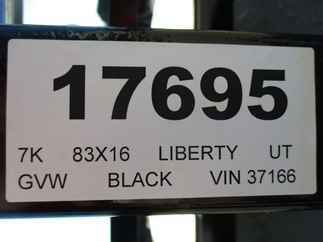 17695
7K 83X16 LIBERTY UT
GVW BLACK VIN 37166